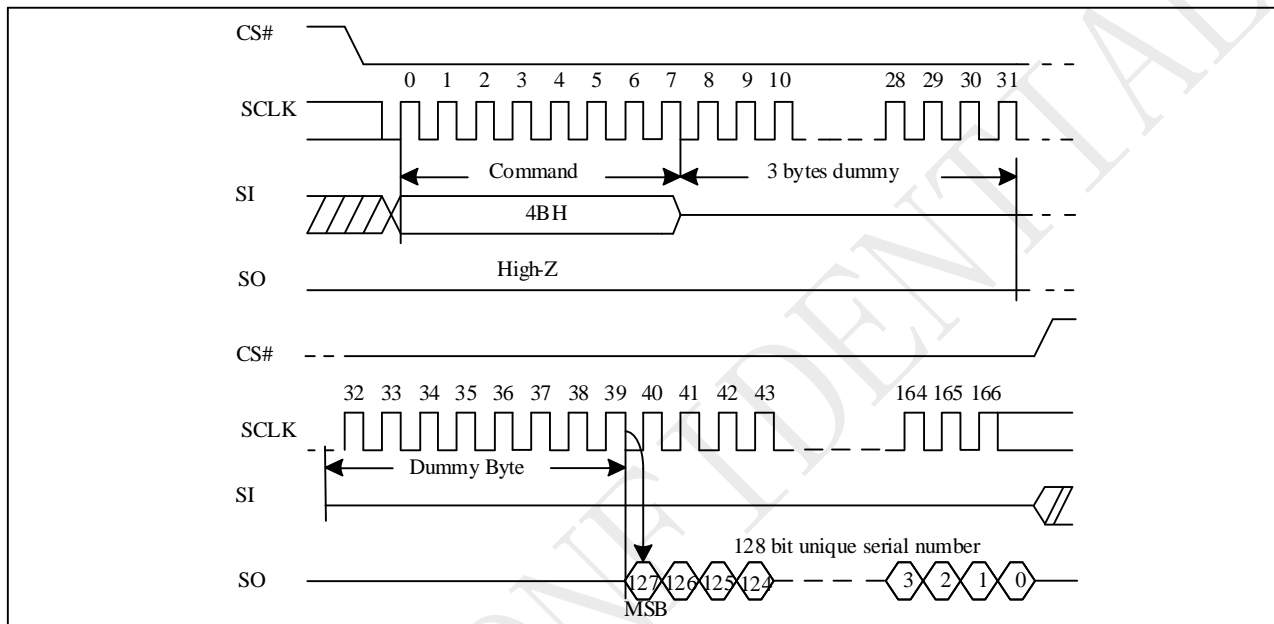 CS#
0 1 2 3 4 5 6 7 8 9 10 28 29 30 31
SCLK
Command 3 bytes dummy
SI
4BH
High-Z
SO
CS#
32 33 34 35 36 37 38 39 40 41 42 43 164 165 166
SCLK
Dummy Byte
SI
128 bit unique serial number
SO
127 126 125 124 3 2 1 0
MSB